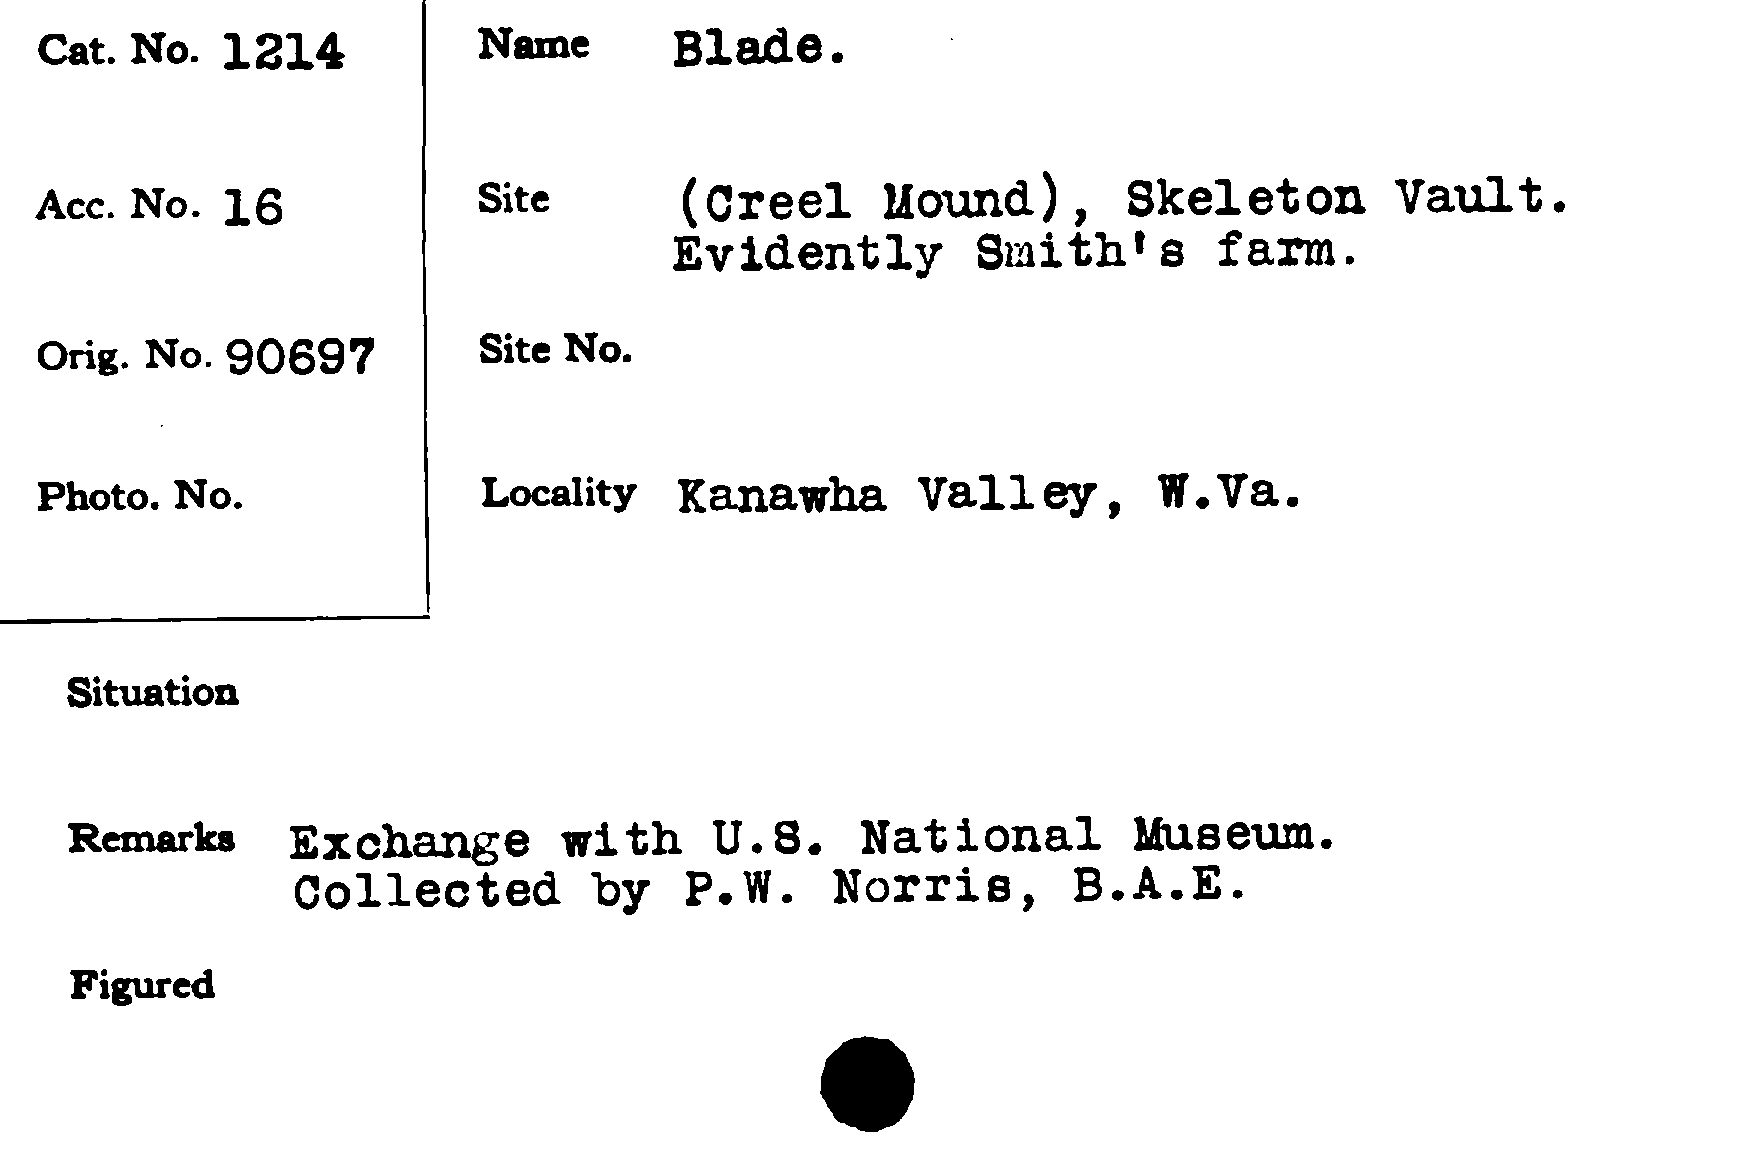 Cat. No. 1214
Name Blade.
Acc. No. 16
Site (Creel Mound), Skeleton Vault.
Evidently Smith's farm.
Orig. No. 90697
Site No.
Photo. No.
Locality Kanawha Valley, W.Va.
Situation
Remarks Exchange with U.S. National Museum.
Collected by P.W. Norris, B.A.E.
Figured